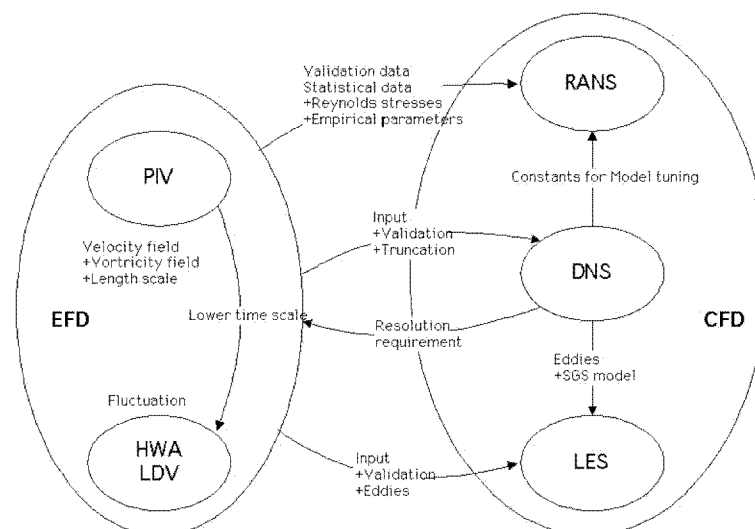 Validation data
Statistical data
+Reynolds stresses
+Empirical parameters
RANS
PIV
Constants for Model tuning
Velocity field
+Vortricity field
+Length scale
Input
+Validation
+Truncation
DNS
EFD
Lower time scale
Resolution
requirement
CFD
Eddies
+SGS model
Fluctuation
HWA
LDV
Input
+Validation
+Eddies
LES